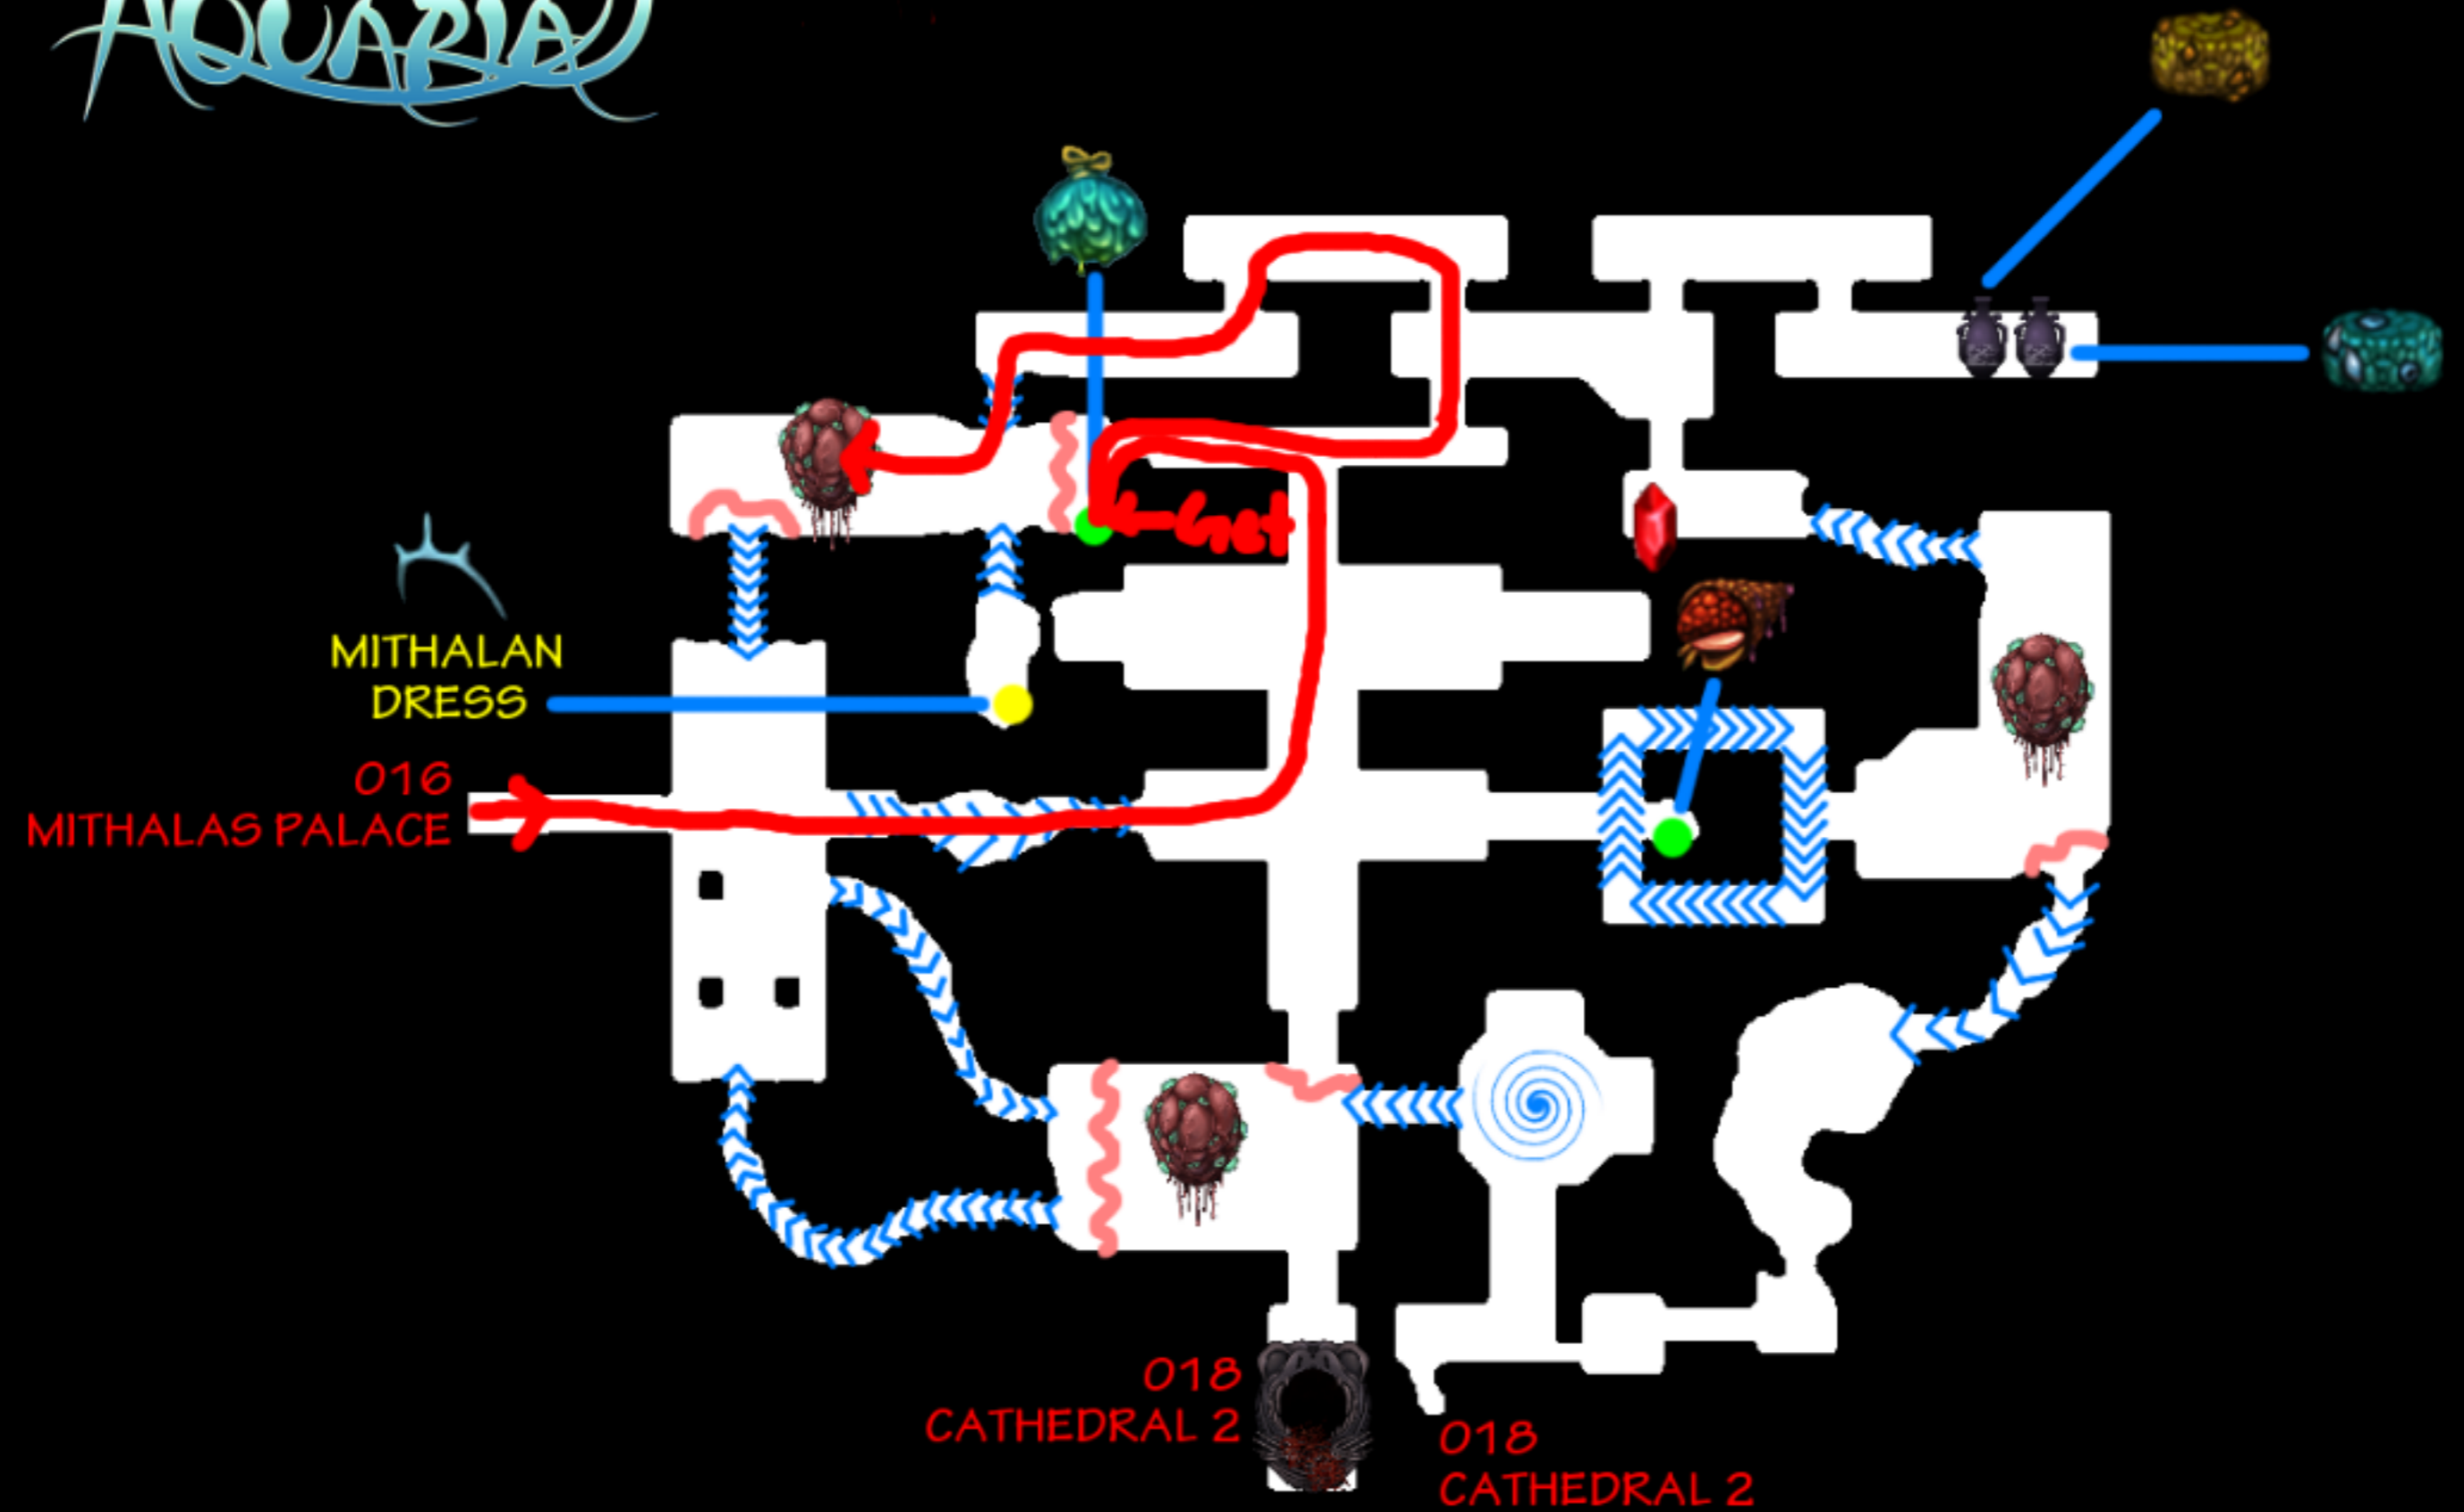 AQUARIA
Get
MITHALAN
DRESS
016
MITHALAS PALACE
018
CATHEDRAL 2
018
CATHEDRAL 2